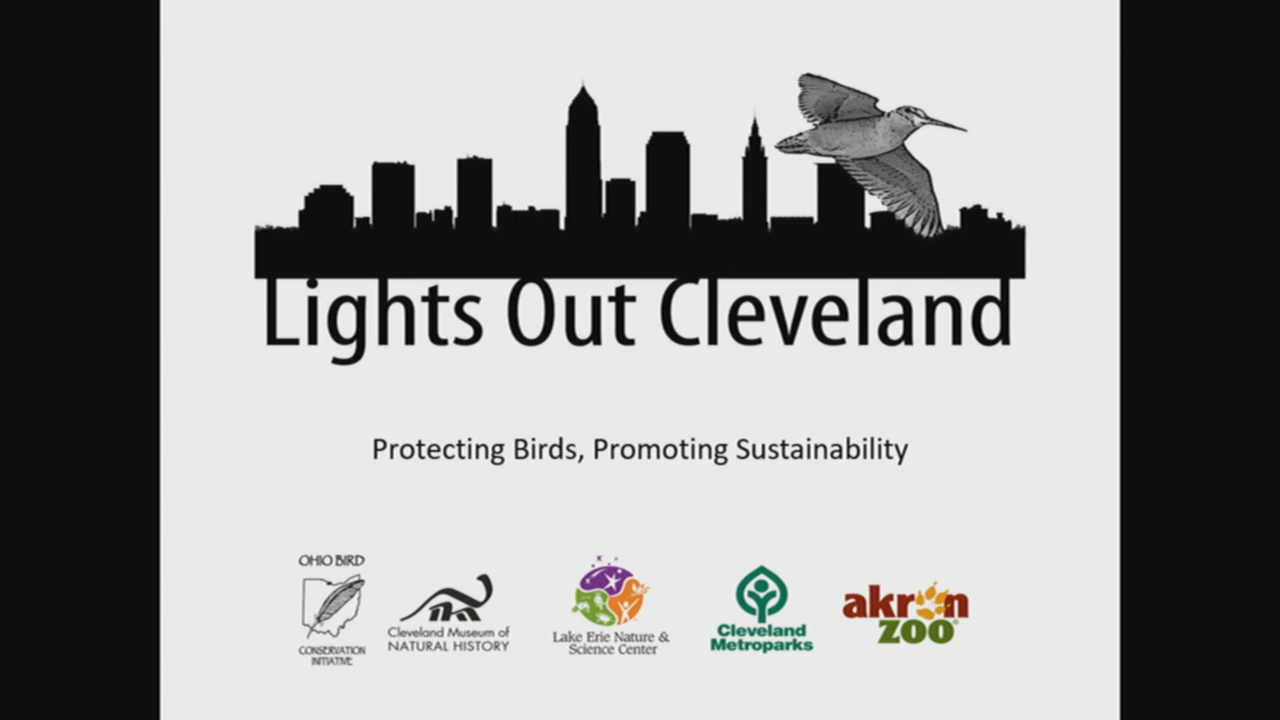 Lights Out Cleveland
Protecting Birds, Promoting Sustainability
OHIO BIRD
CONSERVATION
INITIATIVE
Cleveland Museum of
NATURAL HISTORY
Lake Erie Nature &
Science Center
Cleveland
Metroparks
akron
ZOO®